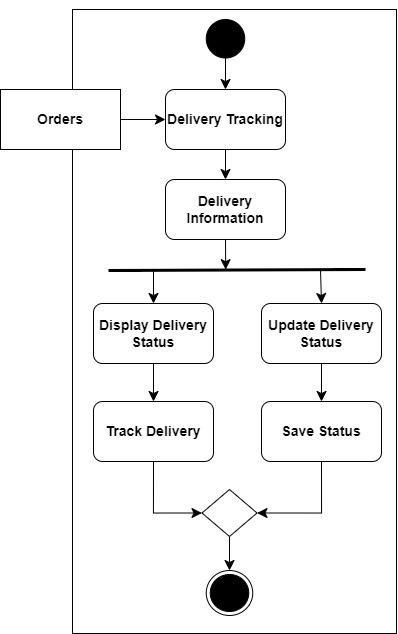 Orders
Delivery Tracking
Delivery
Information
Display Delivery
Status
Update Delivery
Status
Track Delivery
Save Status